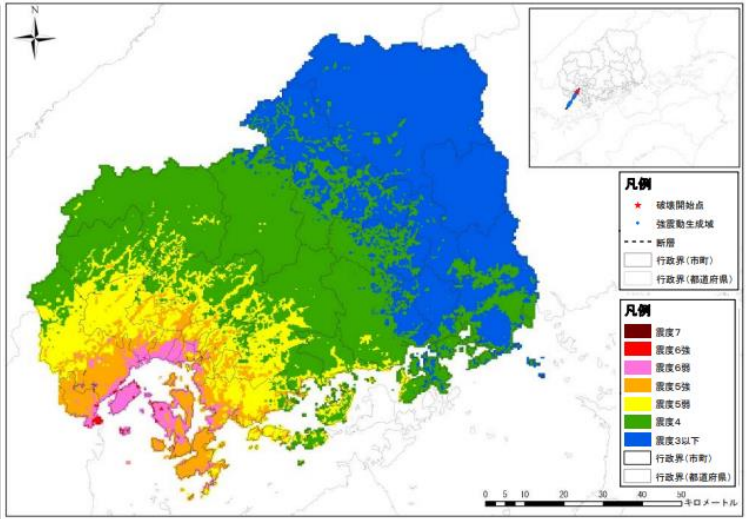 N
凡例
破壊開始点
強震動生成域
断層
行政界(市町)
行政界(都道府県)
凡例
震度7
震度6強
震度6弱
震度5強
震度5弱
震度4
震度3以下
行政界(市町)
行政界(都道府県)
0 5 10 20 30 40 50
キロメートル